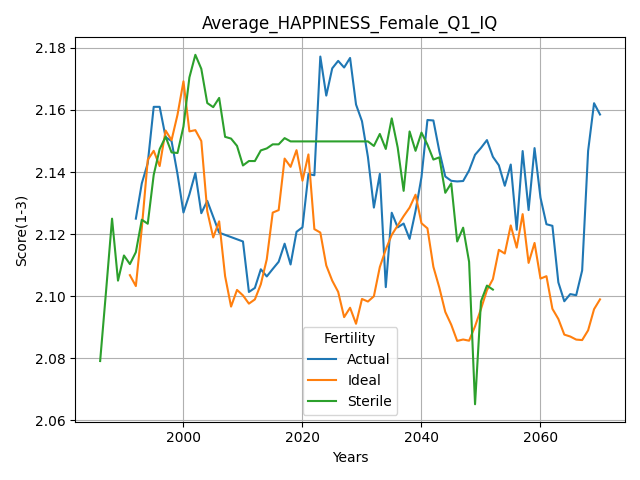 Average_HAPPINESS_Female_Q1_IQ
Score(1-3)
2.18
2.16
2.14
2.12
2.10
2.08
2.06
Fertility
Actual
Ideal
Sterile
2000
2020
2040
2060
Years